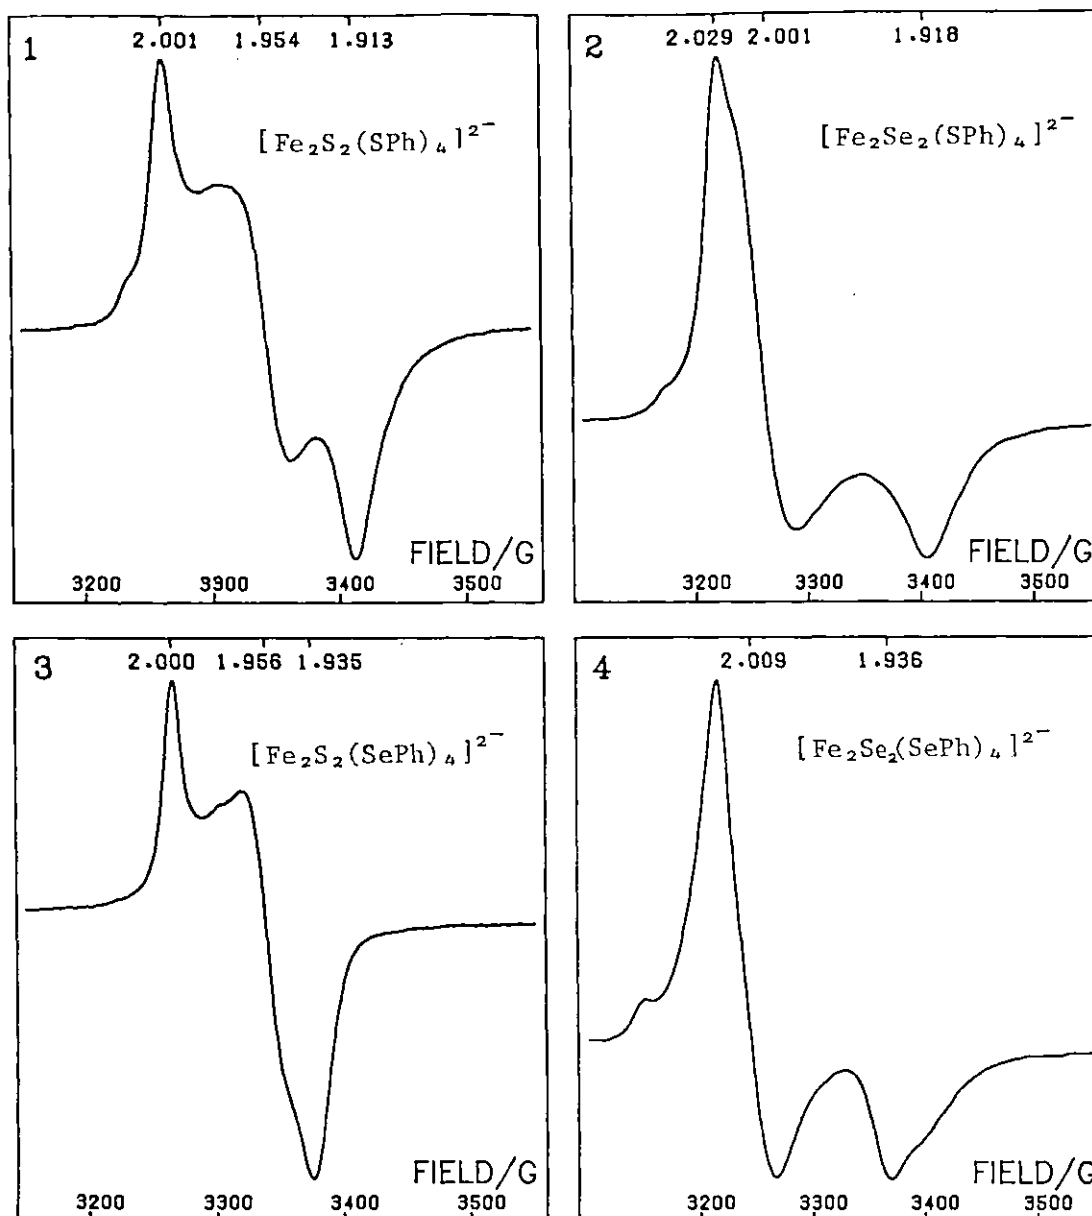 1
2.001 1.954 1.913
[Fe₂S₂(SPh)₄]²⁻
FIELD/G
3200 3900 3400 3500
2
2.029 2.001 1.918
[Fe₂Se₂(SPh)₄]²⁻
FIELD/G
3200 3300 3400 3500
3
2.000 1.956 1.935
[Fe₂S₂(SePh)₄]²⁻
FIELD/G
3200 3300 3400 3500
4
2.009 1.936
[Fe₂Se₂(SePh)₄]²⁻
FIELD/G
3200 3300 3400 3500